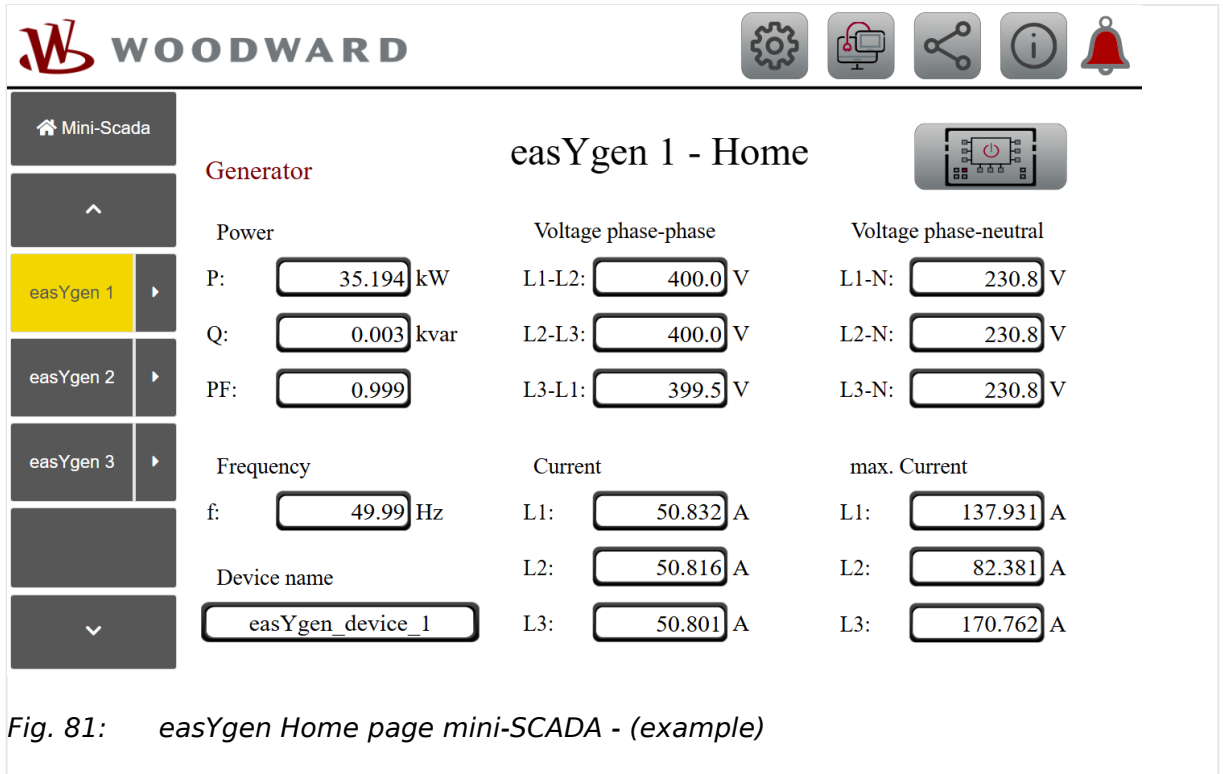 WOODWARD
Mini-Scada
easYgen 1 - Home
Generator
Power Voltage phase-phase Voltage phase-neutral
easYgen 1
P: 35.194 kW L1-L2: 400.0 V L1-N: 230.8 V
Q: 0.003 kvar L2-L3: 400.0 V L2-N: 230.8 V
easYgen 2
PF: 0.999 L3-L1: 399.5 V L3-N: 230.8 V
easYgen 3
Frequency Current max. Current
f: 49.99 Hz L1: 50.832 A L1: 137.931 A
Device name L2: 50.816 A L2: 82.381 A
easYgen_device_1 L3: 50.801 A L3: 170.762 A
Fig. 81: easYgen Home page mini-SCADA - (example)